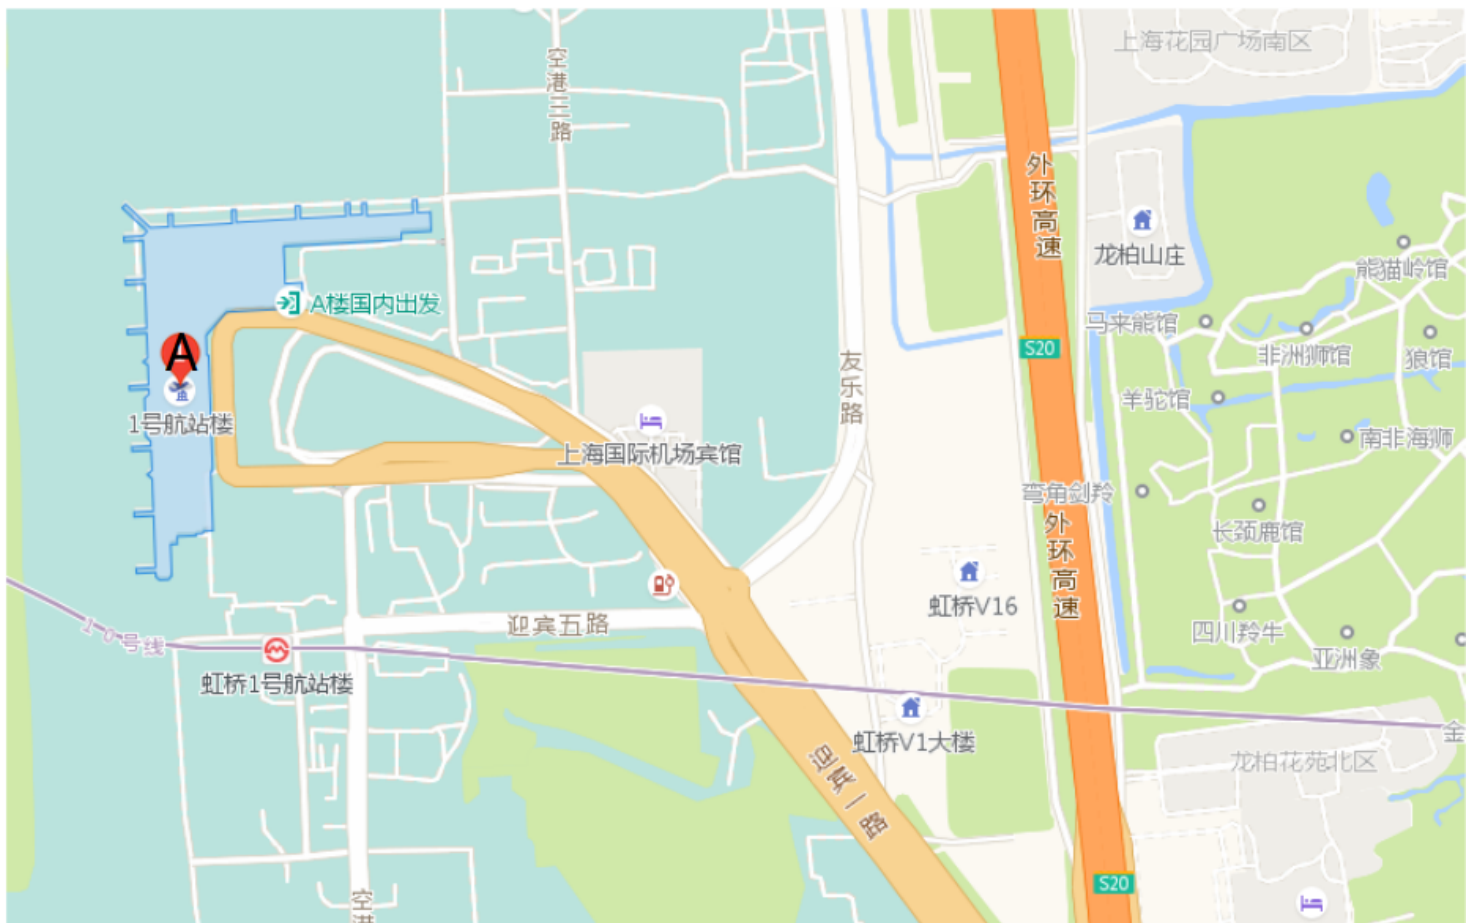 上海花园广场南区
空港三路
外环高速
龙柏山庄
熊猫岭馆
A楼国内出发
马来熊馆
非洲狮馆
狼馆
S20
A
友乐路
羊驼馆
1号航站楼
南非海狮
上海国际机场宾馆
弯角剑羚
长颈鹿馆
外环高速
虹桥V16
迎宾五路
10号线
四川羚牛
亚洲象
虹桥1号航站楼
虹桥V1大楼
金
龙柏花苑北区
迎宾一路
S20
空港